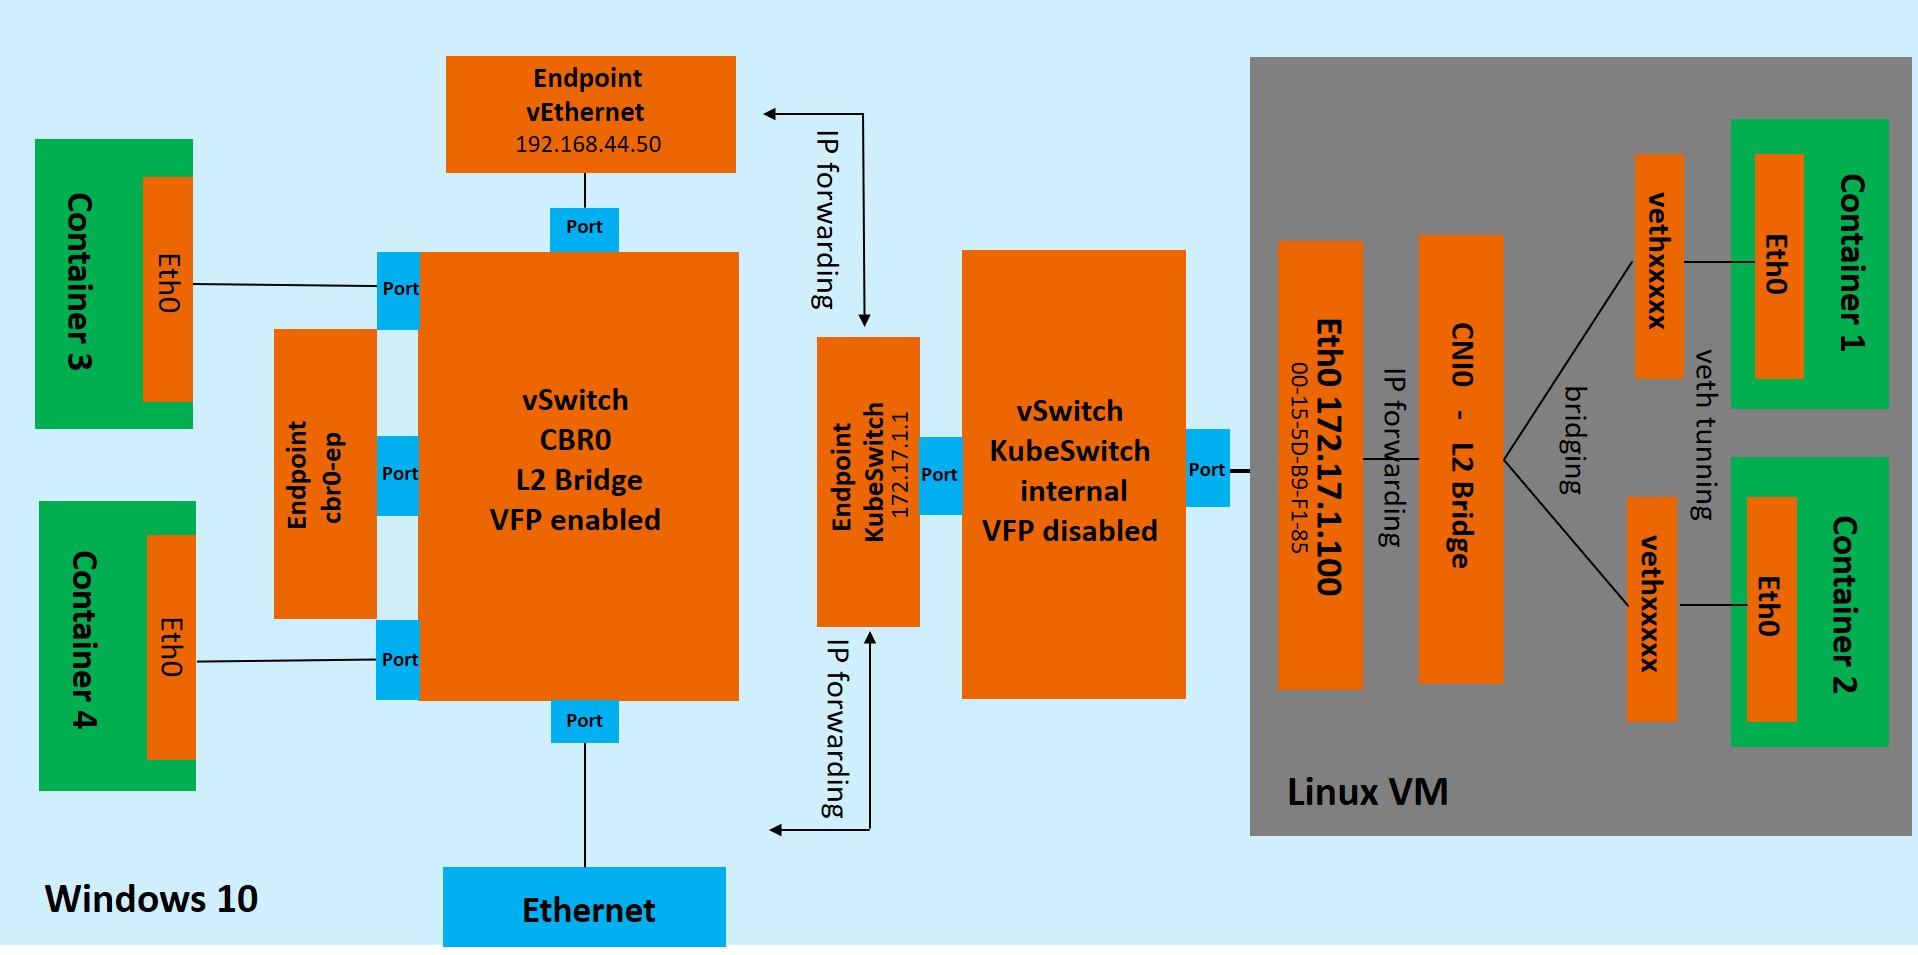 Endpoint
vEthernet
192.168.44.50
Port
Container 3
Eth0
Port
Endpoint
cbr0-ep
Port
Container 4
Eth0
Port
vSwitch
CBR0
L2 Bridge
VFP enabled
Port
Ethernet
Windows 10
IP forwarding
Endpoint
KubeSwitch
172.17.1.1
IP forwarding
Port
vSwitch
KubeSwitch
internal
VFP disabled
Port
Eth0 172.17.1.100
00-15-5D-B9-F1-85
IP forwarding
CNI0 - L2 Bridge
bridging
vethxxxxx
veth tunning
Eth0
Container 1
vethxxxxx
Eth0
Container 2
Linux VM